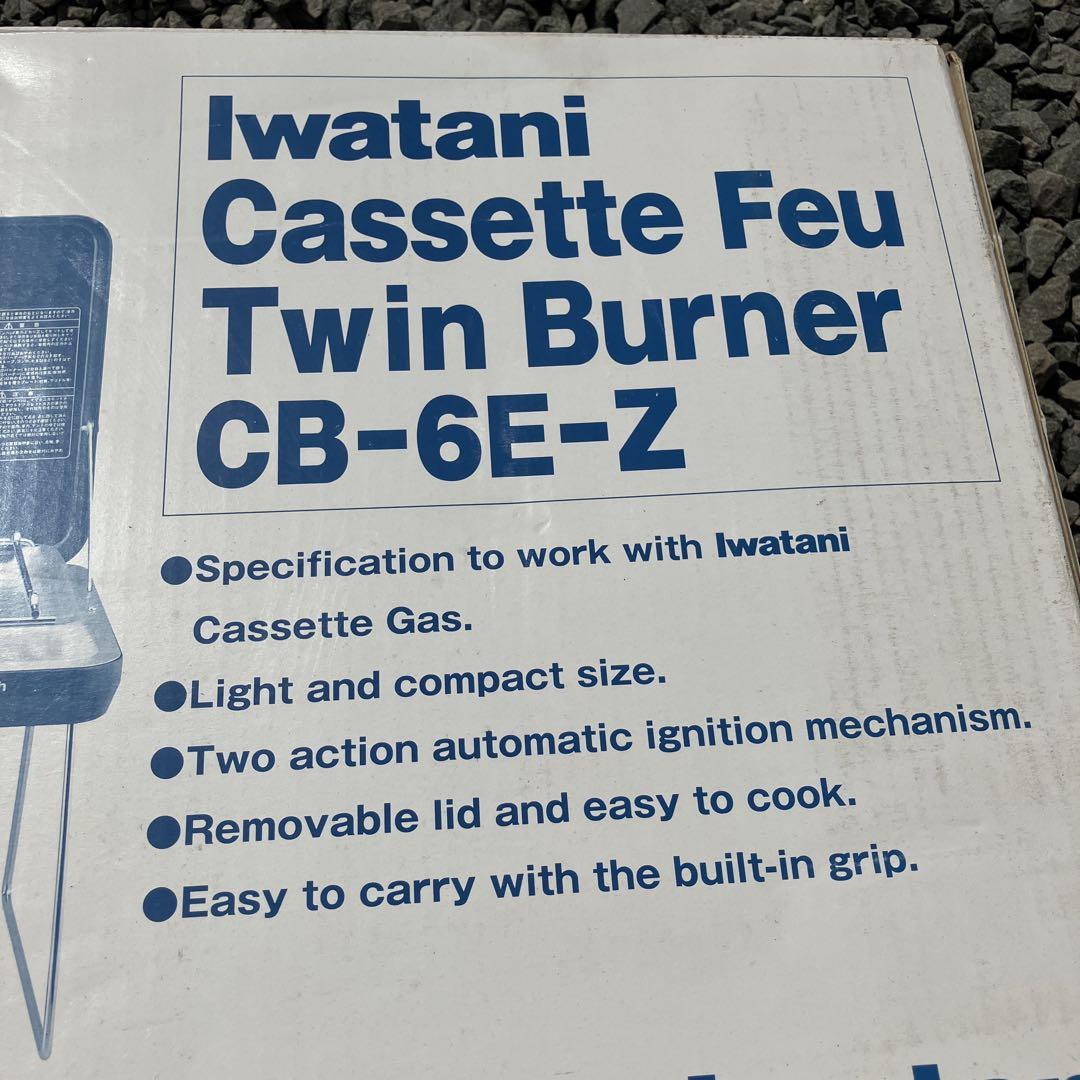 Iwatani
Cassette Feu
Twin Burner
CB-6E-Z
●Specification to work with Iwatani
Cassette Gas.
●Light and compact size.
●Two action automatic ignition mechanism.
●Removable lid and easy to cook.
●Easy to carry with the built-in grip.